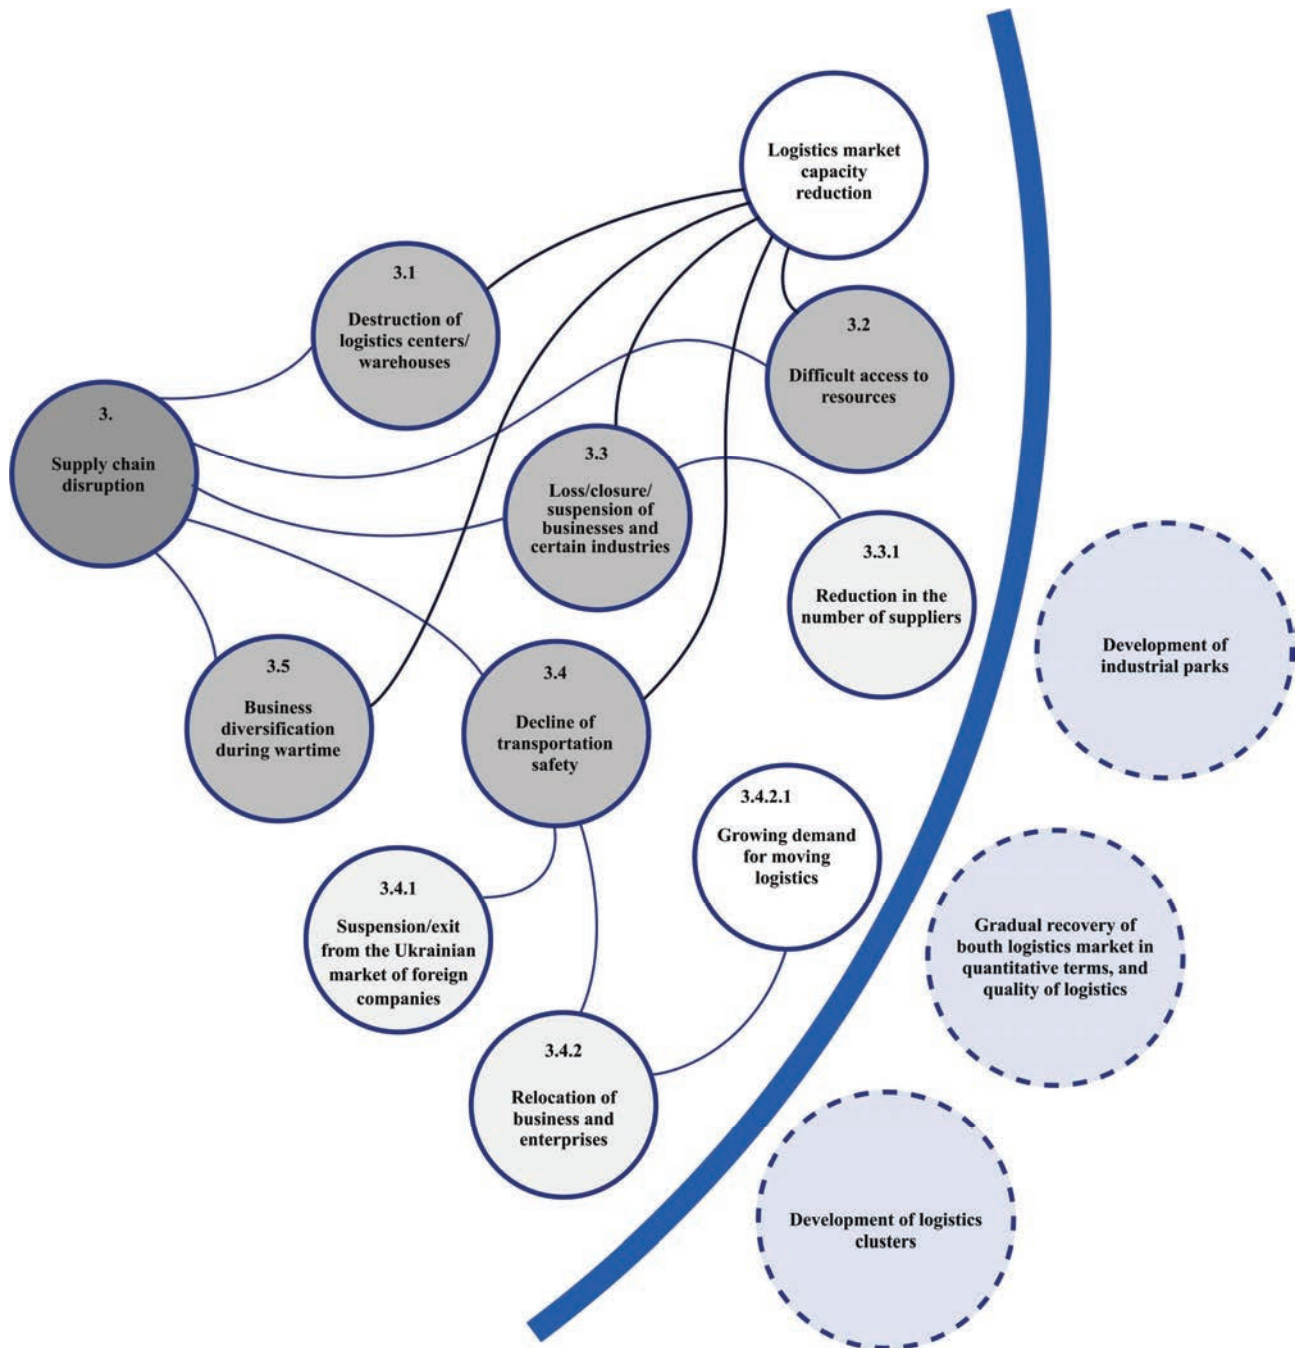 Logistics market
capacity
reduction
3.1
Destruction of
logistics centers/
warehouses
3.2
Difficult access to
resources
3.
Supply chain
disruption
3.3
Loss/closure/
suspension of
businesses and
certain industries
3.3.1
Reduction in the
number of suppliers
Development of
industrial parks
3.5
Business
diversification
during wartime
3.4
Decline of
transportation
safety
3.4.2.1
Growing demand
for moving
logistics
3.4.1
Suspension/exit
from the Ukrainian
market of foreign
companies
Gradual recovery of
bouth logistics market in
quantitative terms, and
quality of logistics
3.4.2
Relocation of
business and
enterprises
Development of logistics
clusters